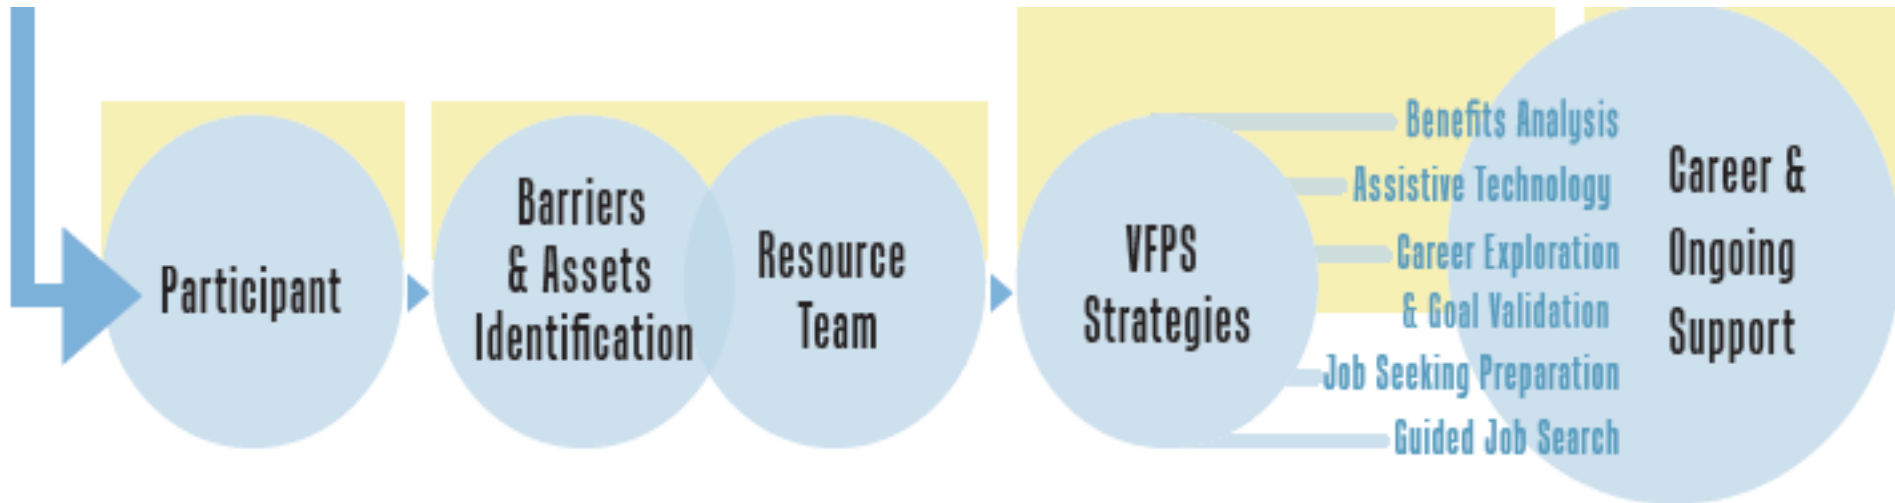 Participant
Barriers
& Assets
Identification
Resource
Team
VFPS
Strategies
Benefits Analysis
Assistive Technology
Career Exploration
& Goal Validation
Job Seeking Preparation
Guided Job Search
Career &
Ongoing
Support